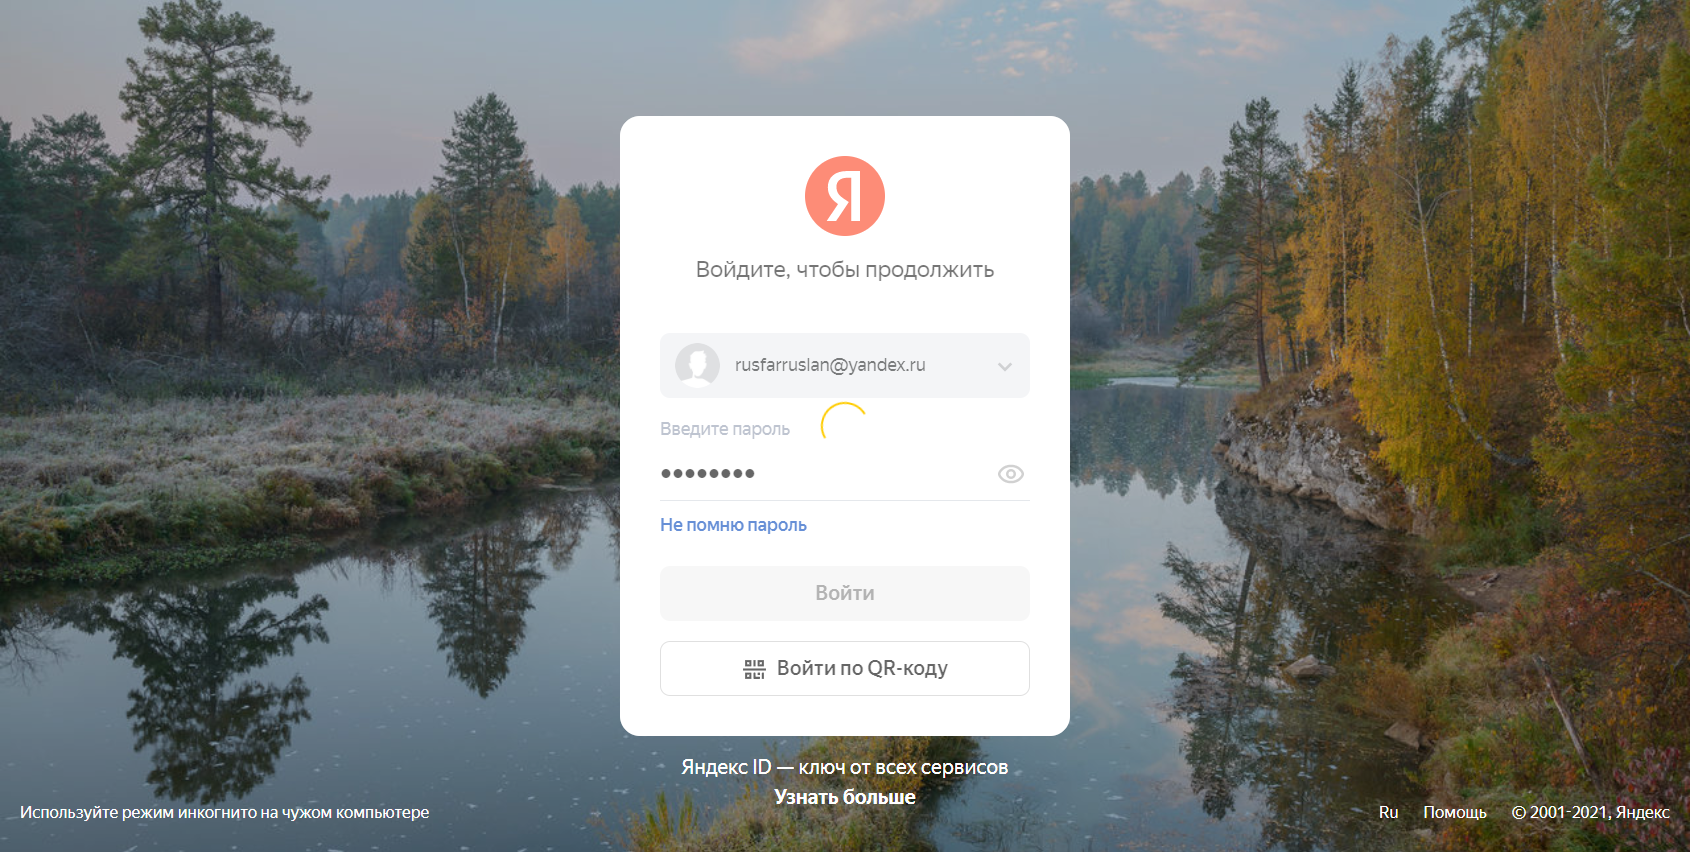 Я
Войдите, чтобы продолжить
rusfarruslan@yandex.ru
Введите пароль
Не помню пароль
Войти
Войти по QR-коду
Яндекс ID — ключ от всех сервисов
Узнать больше
Используйте режим инкогнито на чужом компьютере
Ru Помощь © 2001-2021, Яндекс